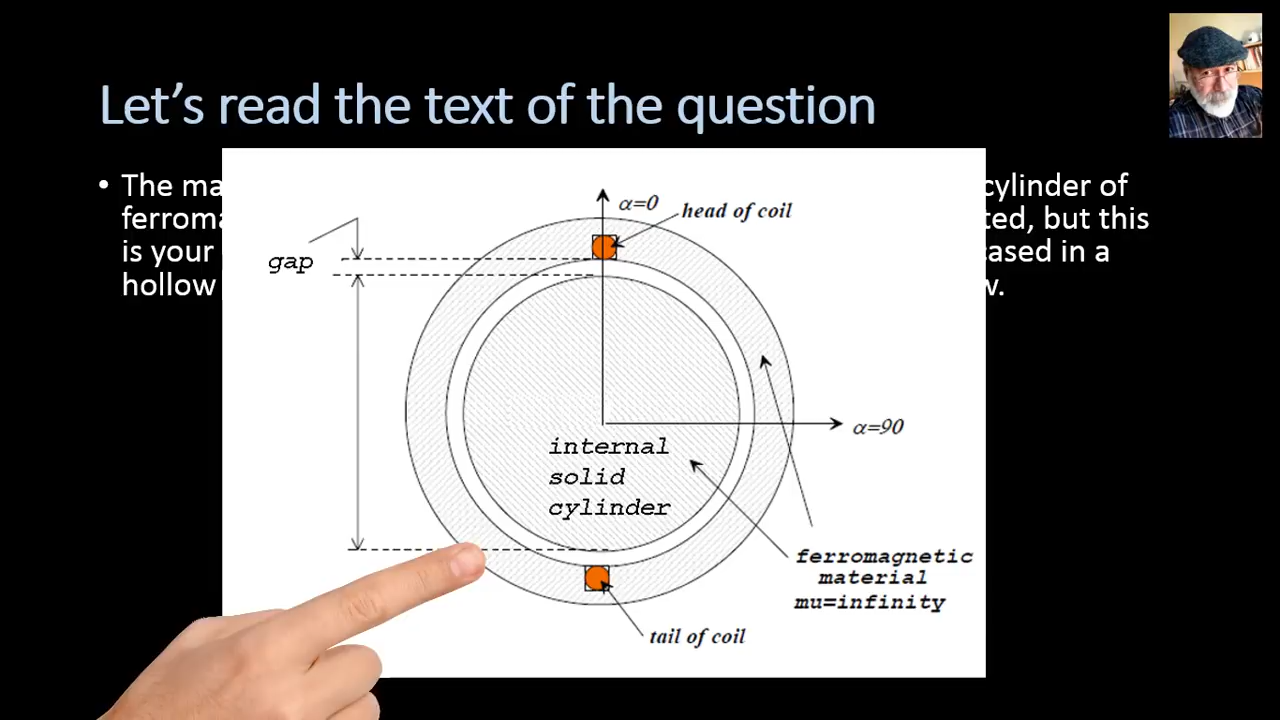 Let's read the text of the question
• The ma
cylinder of
ferroma
ted, but this
is your
cased in a
hollow
w.
α=0
head of coil
gap
α=90
internal
solid
cylinder
ferromagnetic
material
mu=infinity
tail of coil